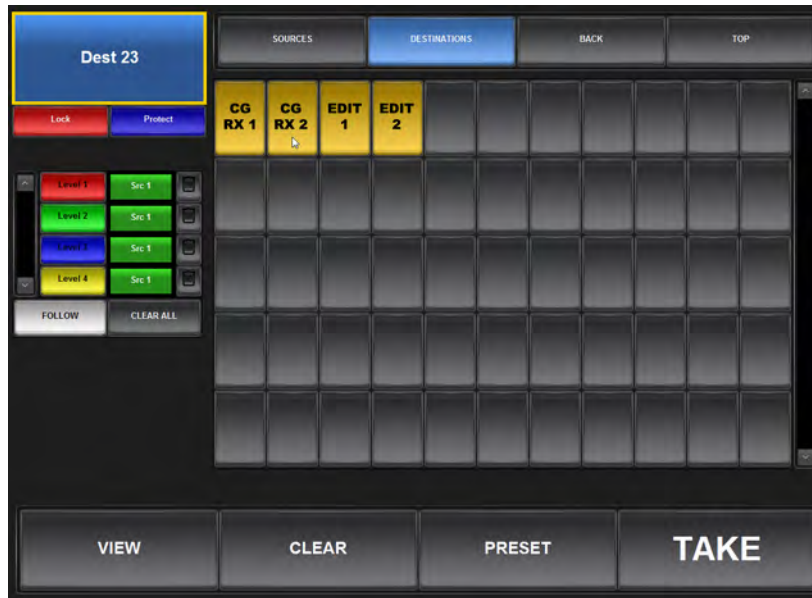 Dest 23
SOURCES
DESTINATIONS
BACK
TOP
Lock
Protect
CG
RX 1
CG
RX 2
EDIT
1
EDIT
2
Level 1
Src 1
Level 2
Src 1
Level 3
Src 1
Level 4
Src 1
FOLLOW
CLEAR ALL
VIEW
CLEAR
PRESET
TAKE